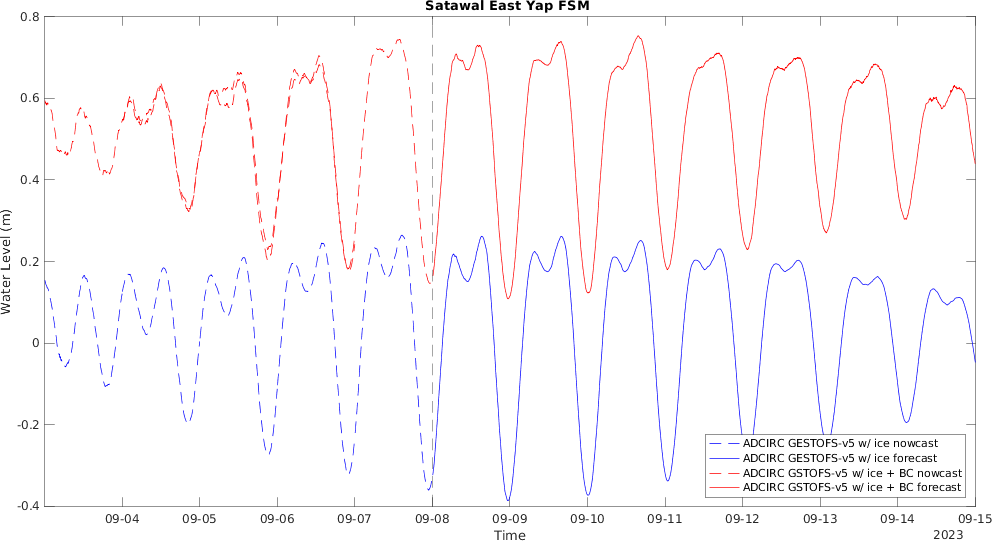 Satawal East Yap FSM
0.8
0.6
0.4
0.2
0
-0.2
-0.4
Water Level (m)
ADCIRC GESTOFS-v5 w/ ice nowcast
ADCIRC GESTOFS-v5 w/ ice forecast
ADCIRC GSTOFS-v5 w/ ice + BC nowcast
ADCIRC GSTOFS-v5 w/ ice + BC forecast
09-04 09-05 09-06 09-07 09-08 09-09 09-10 09-11 09-12 09-13 09-14 09-15
Time
2023